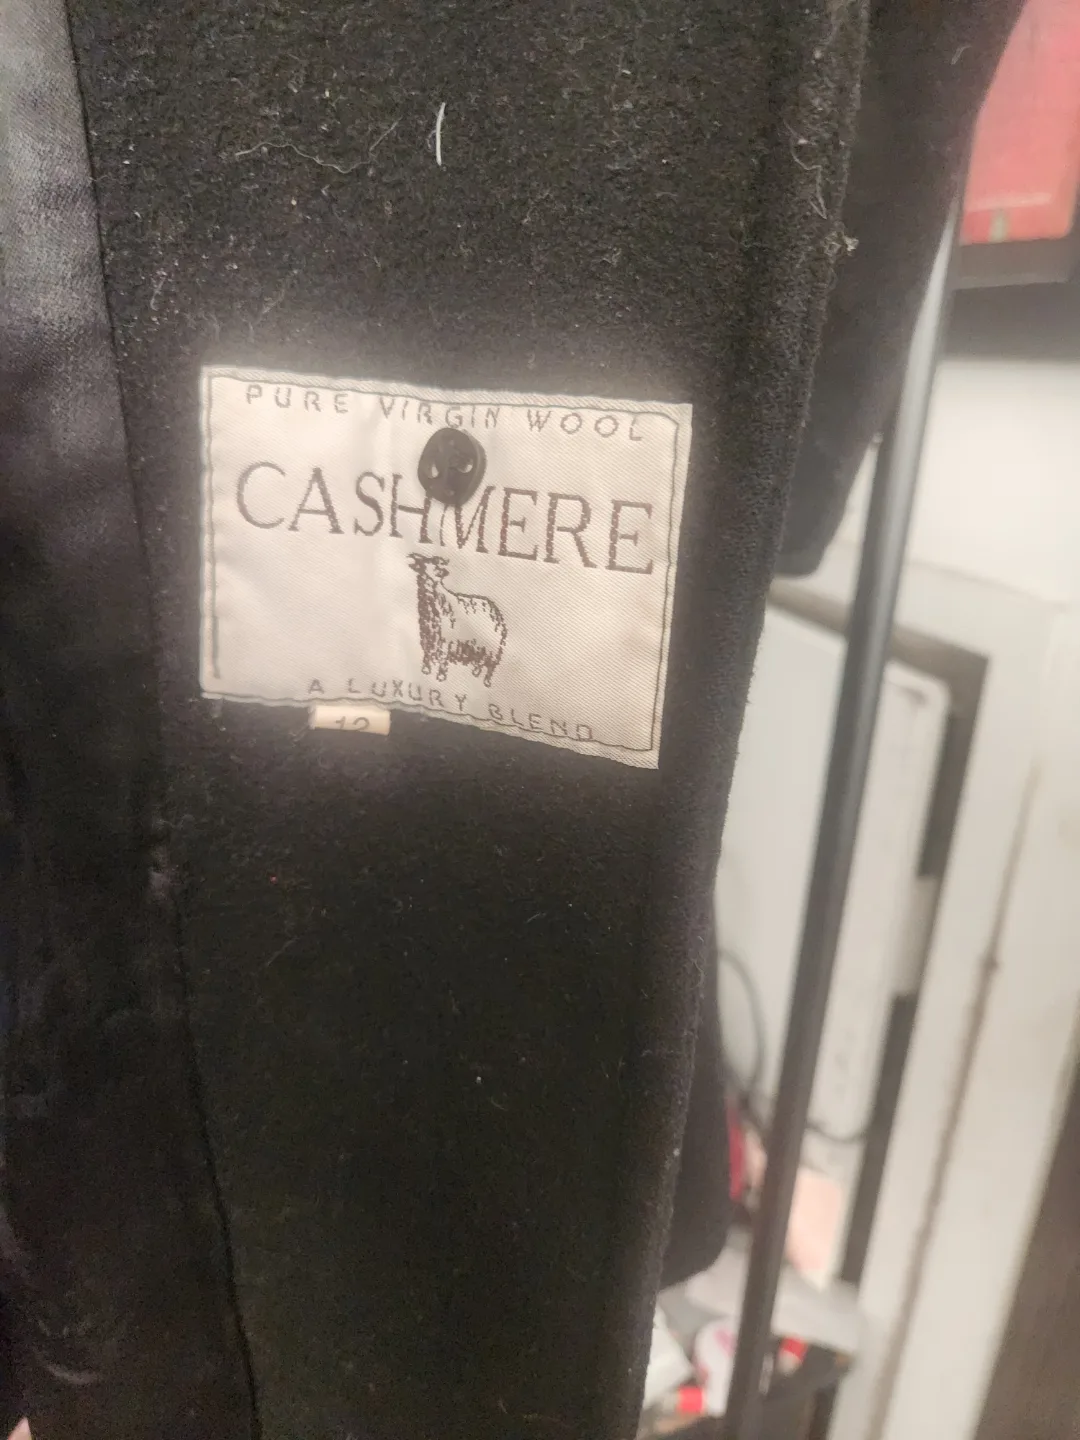 PURE VIRGIN WOOL
CASHMERE
A LUXURY BLEND
12